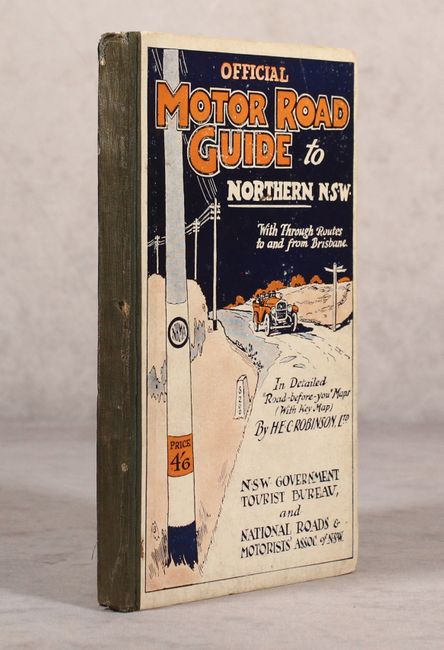 OFFICIAL
MOTOR ROAD
GUIDE to
NORTHERN N.S.W.
With Through Routes
to and from Brisbane.
In Detailed
"Road-before-you" Maps
(With Key Map)
By H.E.C. ROBINSON, LTD
PRICE
4'6
N.S.W GOVERNMENT
TOURIST BUREAU,
and
NATIONAL ROADS &
MOTORISTS' ASSOC. of N.S.W.